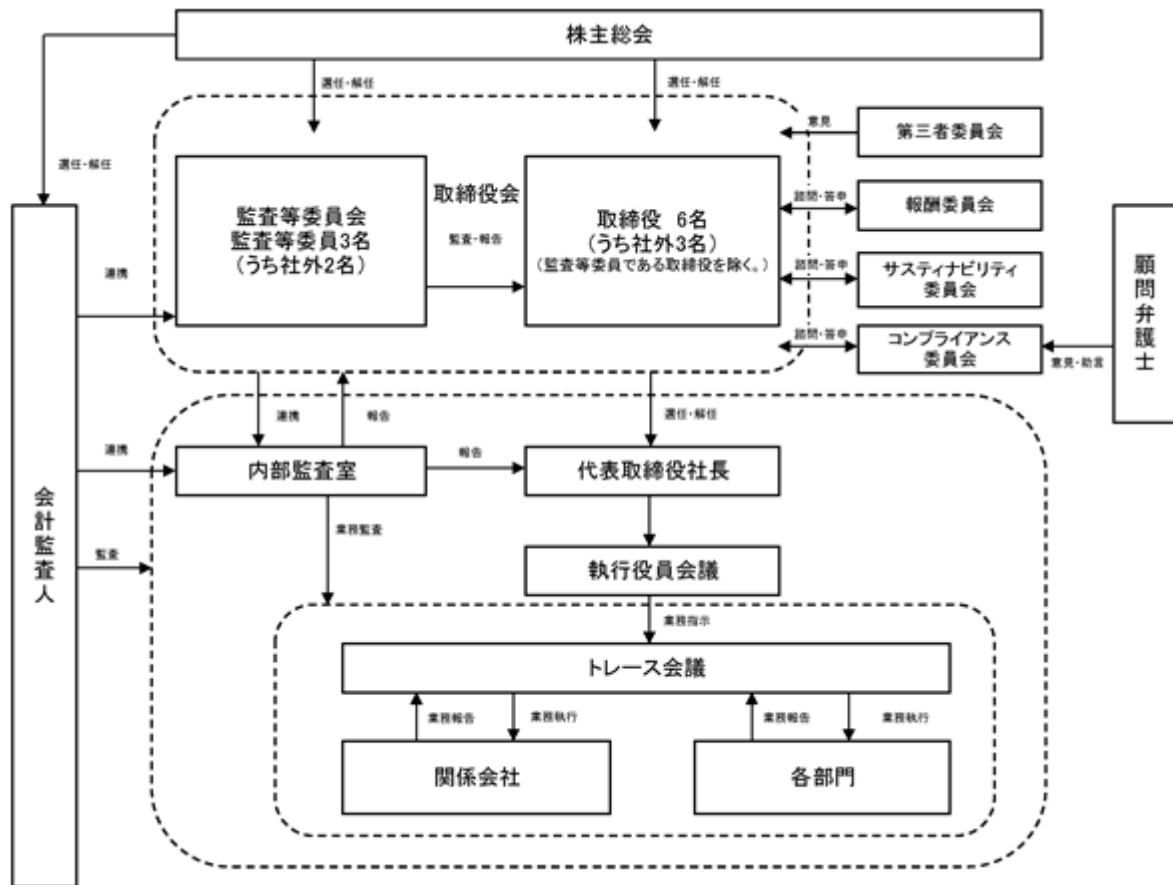 株主総会
選任・解任
選任・解任
選任・解任
意見
第三者委員会
監査等委員会
監査等委員3名
(うち社外2名)
取締役会
監査・報告
取締役 6名
(うち社外3名)
(監査等委員である取締役を除く。)
諮問・答申
報酬委員会
諮問・答申
サスティナビリティ
委員会
諮問・答申
コンプライアンス
委員会
意見・助言
顧問弁護士
連携
連携
報告
選任・解任
連携
内部監査室
報告
代表取締役社長
会計監査人
監査
業務監査
執行役員会議
業務指示
トレース会議
業務報告
業務執行
業務報告
業務執行
関係会社
各部門